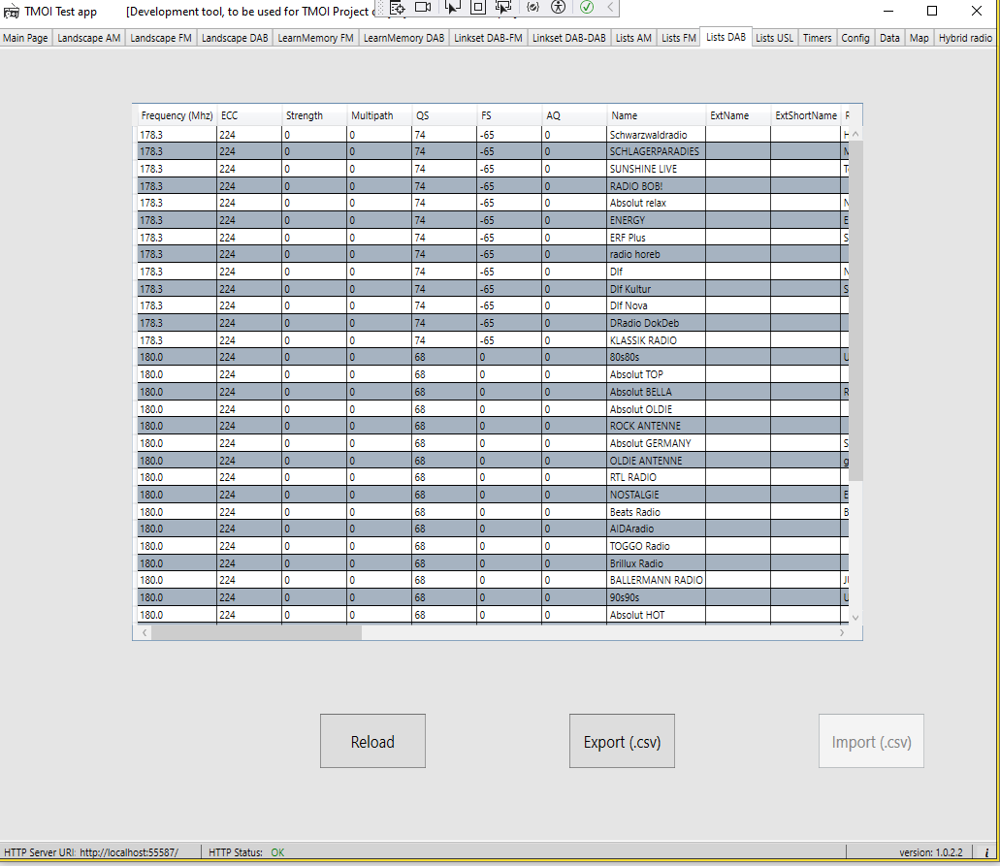 TMOI Test app [Development tool, to be used for TMOI Project
Main Page Landscape AM Landscape FM Landscape DAB LearnMemory FM LearnMemory DAB Linkset DAB-FM Linkset DAB-DAB Lists AM Lists FM Lists DAB Lists USL Timers Config Data Map Hybrid radio
Frequency (Mhz) ECC Strength Multipath QS FS AQ Name ExtName ExtShortName
178.3 224 0 0 74 -65 0 Schwarzwaldradio
178.3 224 0 0 74 -65 0 SCHLAGERPARADIES
178.3 224 0 0 74 -65 0 SUNSHINE LIVE
178.3 224 0 0 74 -65 0 RADIO BOB!
178.3 224 0 0 74 -65 0 Absolut relax
178.3 224 0 0 74 -65 0 ENERGY
178.3 224 0 0 74 -65 0 ERF Plus
178.3 224 0 0 74 -65 0 radio horeb
178.3 224 0 0 74 -65 0 Dlf
178.3 224 0 0 74 -65 0 Dlf Kultur
178.3 224 0 0 74 -65 0 Dlf Nova
178.3 224 0 0 74 -65 0 DRadio DokDeb
178.3 224 0 0 74 -65 0 KLASSIK RADIO
180.0 224 0 0 68 0 0 80s80s
180.0 224 0 0 68 0 0 Absolut TOP
180.0 224 0 0 68 0 0 Absolut BELLA
180.0 224 0 0 68 0 0 Absolut OLDIE
180.0 224 0 0 68 0 0 ROCK ANTENNE
180.0 224 0 0 68 0 0 Absolut GERMANY
180.0 224 0 0 68 0 0 OLDIE ANTENNE
180.0 224 0 0 68 0 0 RTL RADIO
180.0 224 0 0 68 0 0 NOSTALGIE
180.0 224 0 0 68 0 0 Beats Radio
180.0 224 0 0 68 0 0 AIDAradio
180.0 224 0 0 68 0 0 TOGGO Radio
180.0 224 0 0 68 0 0 Brillux Radio
180.0 224 0 0 68 0 0 BALLERMANN RADIO
180.0 224 0 0 68 0 0 90s90s
180.0 224 0 0 68 0 0 Absolut HOT
Reload Export (.csv) Import (.csv)
HTTP Server URI: http://localhost:55587/ HTTP Status: OK version: 1.0.2.2 i